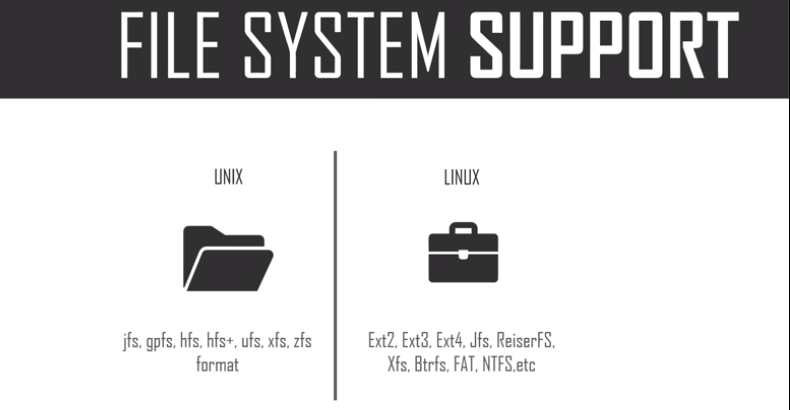 FILE SYSTEM SUPPORT
UNIX
jfs, gpfs, hfs, hfs+, ufs, xfs, zfs
format
LINUX
Ext2, Ext3, Ext4, Jfs, ReiserFS,
Xfs, Btrfs, FAT, NTFS,etc